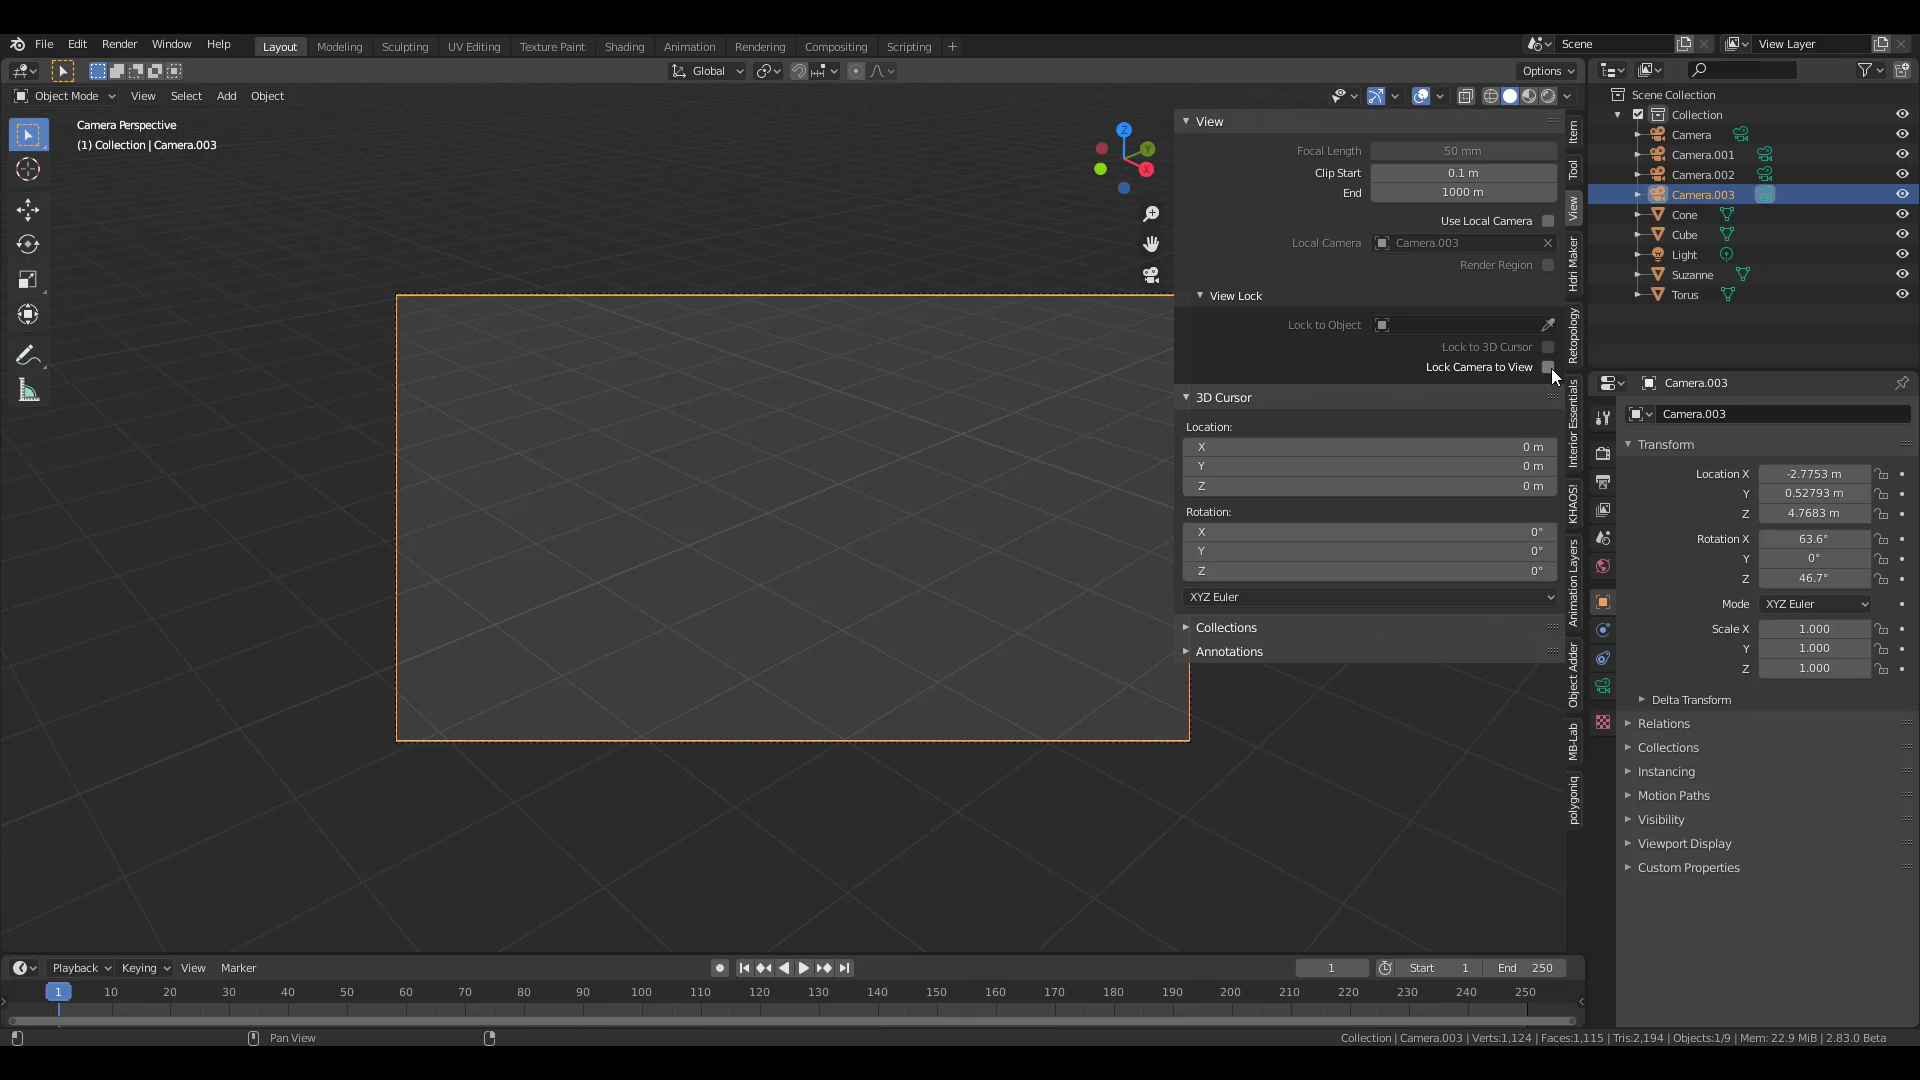 File Edit Render Window Help Layout Modeling Sculpting UV Editing Texture Paint Shading Animation Rendering Compositing Scripting + Scene View Layer
Global Options
Object Mode View Select Add Object
Camera Perspective
(1) Collection | Camera.003
Z
Y
X
View
Focal Length 50 mm
Clip Start 0.1 m
End 1000 m
Use Local Camera
Local Camera Camera.003
Render Region
View Lock
Lock to Object
Lock to 3D Cursor
Lock Camera to View
3D Cursor
Location:
X 0 m
Y 0 m
Z 0 m
Rotation:
X 0°
Y 0°
Z 0°
XYZ Euler
Collections
Annotations
Item
Tool
View
Hdri Maker
Retopology
Interior Essentials
KHAOS!
Animation Layers
Object Adder
MB-Lab
polygoniq
Scene Collection
Collection
Camera
Camera.001
Camera.002
Camera.003
Cone
Cube
Light
Suzanne
Torus
Camera.003
Camera.003
Transform
Location X -2.7753 m
Y 0.52793 m
Z 4.7683 m
Rotation X 63.6°
Y 0°
Z 46.7°
Mode XYZ Euler
Scale X 1.000
Y 1.000
Z 1.000
Delta Transform
Relations
Collections
Instancing
Motion Paths
Visibility
Viewport Display
Custom Properties
Playback Keying View Marker 1 Start 1 End 250
1 10 20 30 40 50 60 70 80 90 100 110 120 130 140 150 160 170 180 190 200 210 220 230 240 250
Pan View
Collection | Camera.003 | Verts:1,124 | Faces:1,115 | Tris:2,194 | Objects:1/9 | Mem: 22.9 MiB | 2.83.0 Beta